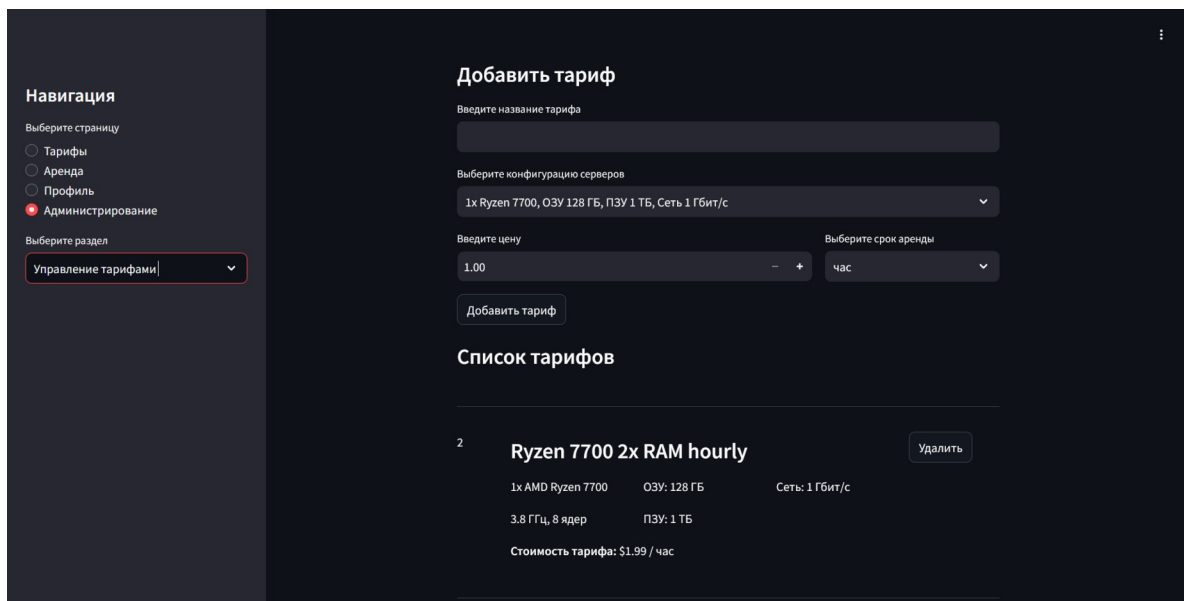 Навигация
Выберите страницу
Тарифы
Аренда
Профиль
Администрирование
Выберите раздел
Управление тарифами
Добавить тариф
Введите название тарифа
Выберите конфигурацию серверов
1x Ryzen 7700, ОЗУ 128 ГБ, ПЗУ 1 ТБ, Сеть 1 Гбит/с
Введите цену
Выберите срок аренды
1.00
час
Добавить тариф
Список тарифов
2
Ryzen 7700 2x RAM hourly
Удалить
1x AMD Ryzen 7700
ОЗУ: 128 ГБ
Сеть: 1 Гбит/с
3.8 ГГц, 8 ядер
ПЗУ: 1 ТБ
Стоимость тарифа: $1.99 / час